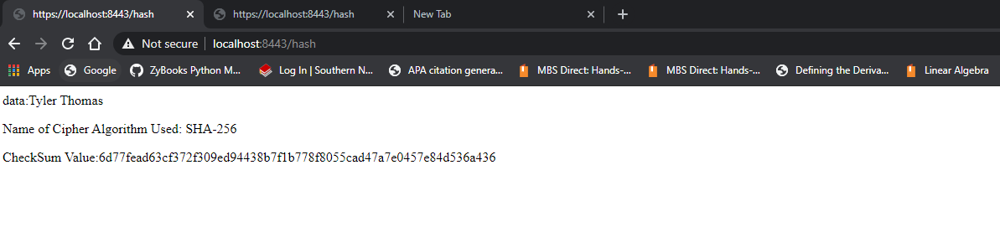 https://localhost:8443/hash https://localhost:8443/hash New Tab
Not secure localhost:8443/hash
Apps Google ZyBooks Python M... Log In | Southern N... APA citation genera... MBS Direct: Hands-... MBS Direct: Hands-... Defining the Deriva... Linear Algebra
data:Tyler Thomas
Name of Cipher Algorithm Used: SHA-256
CheckSum Value:6d77fead63cf372f309ed94438b7f1b778f8055cad47a7e0457e84d536a436